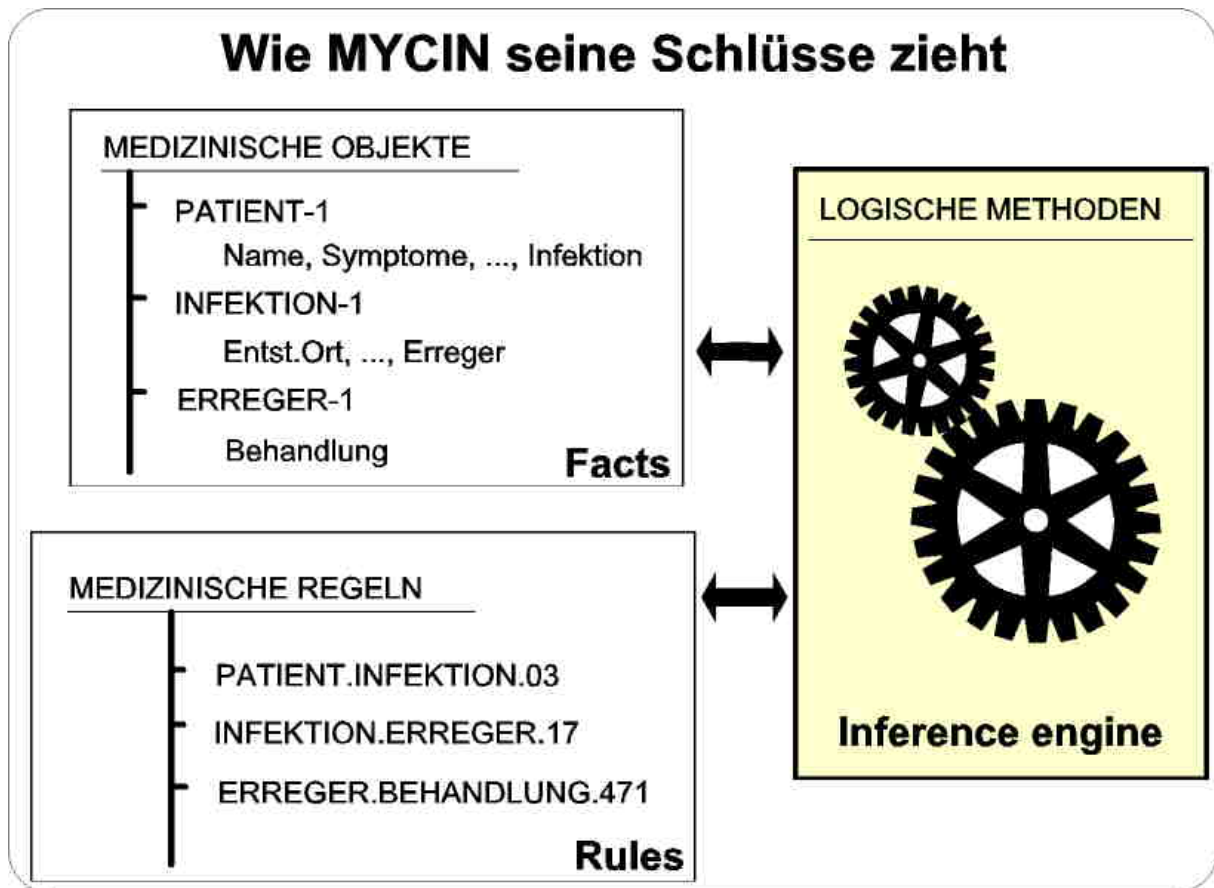 Wie MYCIN seine Schlüsse zieht
MEDIZINISCHE OBJEKTE
PATIENT-1
Name, Symptome, ..., Infektion
INFEKTION-1
Entst.Ort, ..., Erreger
ERREGER-1
Behandlung
Facts
MEDIZINISCHE REGELN
PATIENT.INFEKTION.03
INFEKTION.ERREGER.17
ERREGER.BEHANDLUNG.471
Rules
LOGISCHE METHODEN
Inference engine